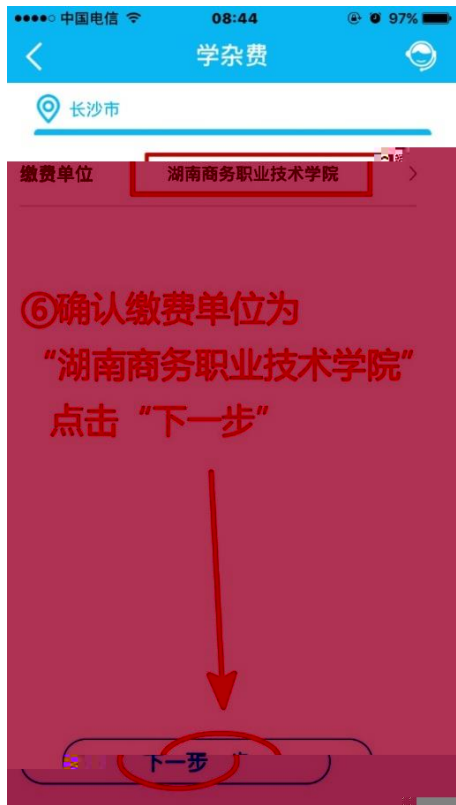 中国电信 08:44 97%
学杂费
长沙市
缴费单位 湖南商务职业技术学院
⑥确认缴费单位为
“湖南商务职业技术学院”
点击“下一步”
下一步